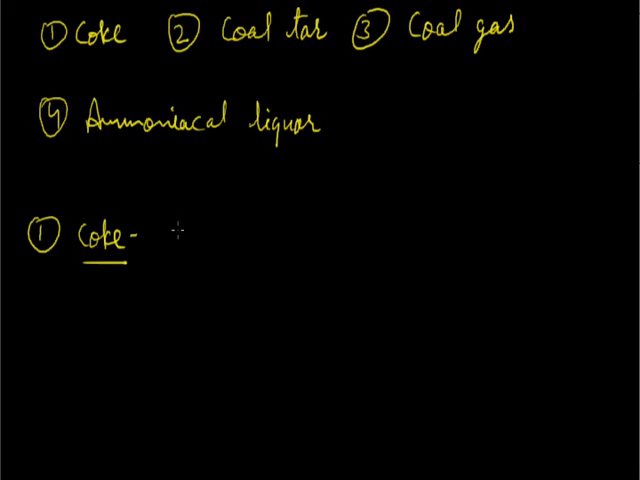 ① Coke ② Coal tar ③ Coal gas
④ Ammoniacal liquor
① Coke -